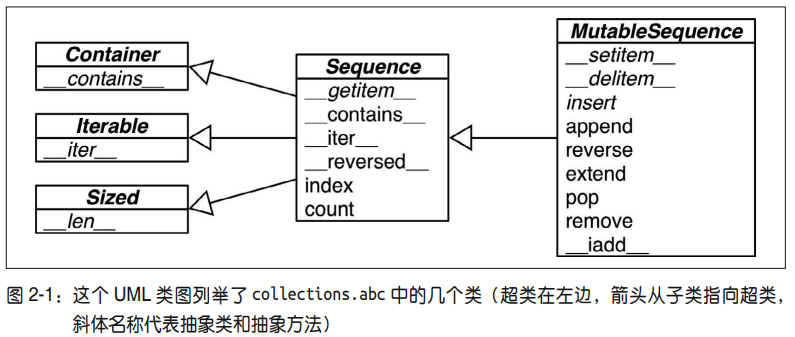 Container
__contains__
Iterable
__iter__
Sized
__len__
Sequence
__getitem__
__contains__
__iter__
__reversed__
index
count
MutableSequence
__setitem__
__delitem__
insert
append
reverse
extend
pop
remove
__iadd__
图 2-1：这个 UML 类图列举了 collections.abc 中的几个类（超类在左边，箭头从子类指向超类，
斜体名称代表抽象类和抽象方法）